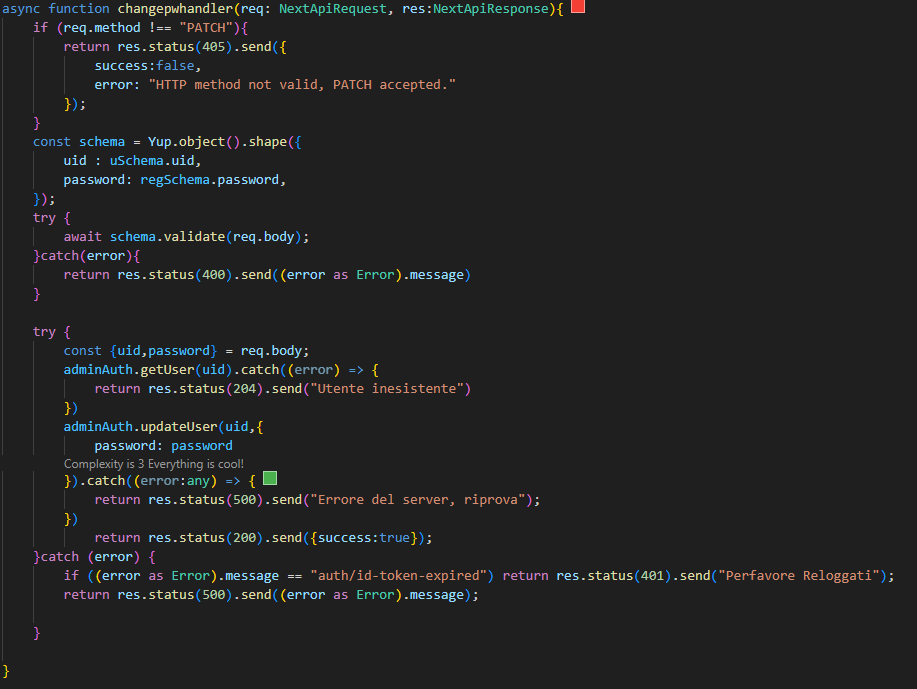 async function changepwhandler(req: NextApiRequest, res:NextApiResponse){
    if (req.method !== "PATCH"){
        return res.status(405).send({
            success:false,
            error: "HTTP method not valid, PATCH accepted."
        });
    }
    const schema = Yup.object().shape({
        uid : uSchema.uid,
        password: regSchema.password,
    });
    try {
        await schema.validate(req.body);
    }catch(error){
        return res.status(400).send((error as Error).message)
    }
    try {
        const {uid,password} = req.body;
        adminAuth.getUser(uid).catch((error) => {
            return res.status(204).send("Utente inesistente")
        })
        adminAuth.updateUser(uid,{
            password: password
        Complexity is 3 Everything is cool!
        }).catch((error:any) => {
            return res.status(500).send("Errore del server, riprova");
        })
            return res.status(200).send({success:true});
    }catch (error) {
        if ((error as Error).message == "auth/id-token-expired") return res.status(401).send("Perfavore Reloggati");
        return res.status(500).send((error as Error).message);
    }
}